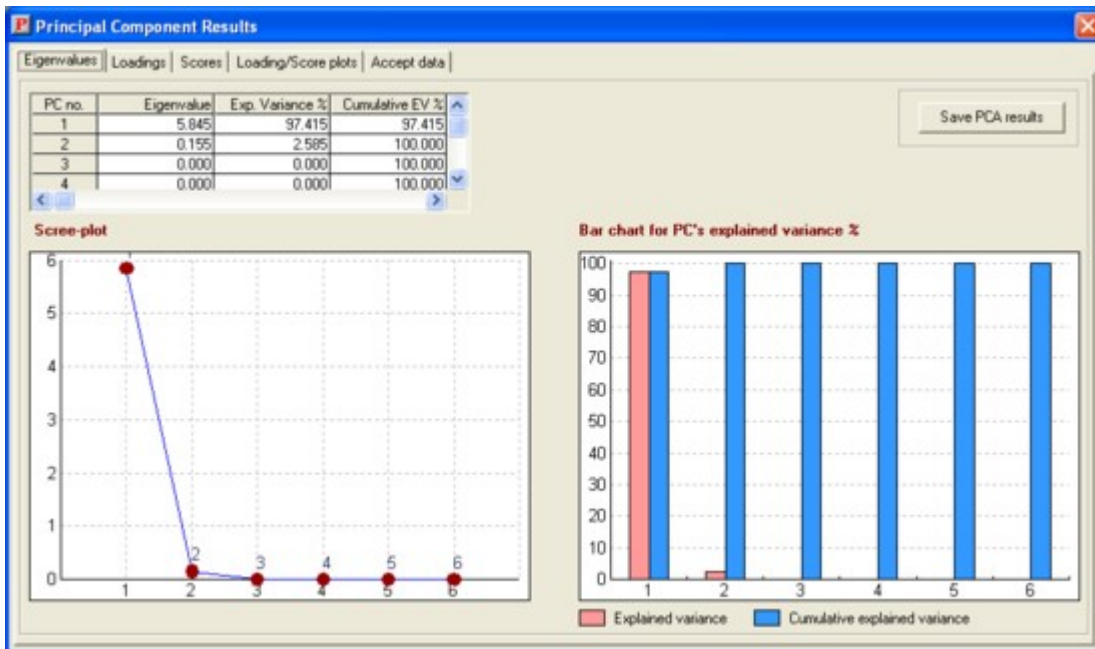 Principal Component Results
Eigenvalues Loadings Scores Loading/Score plots Accept data
PC no. Eigenvalue Exp. Variance % Cumulative EV %
1 5.845 97.415 97.415
2 0.155 2.585 100.000
3 0.000 0.000 100.000
4 0.000 0.000 100.000
Save PCA results
Scree-plot
6
5
4
3
2
1
0
2 3 4 5 6
1 2 3 4 5 6
Bar chart for PC's explained variance %
100
90
80
70
60
50
40
30
20
10
0
1 2 3 4 5 6
Explained variance Cumulative explained variance